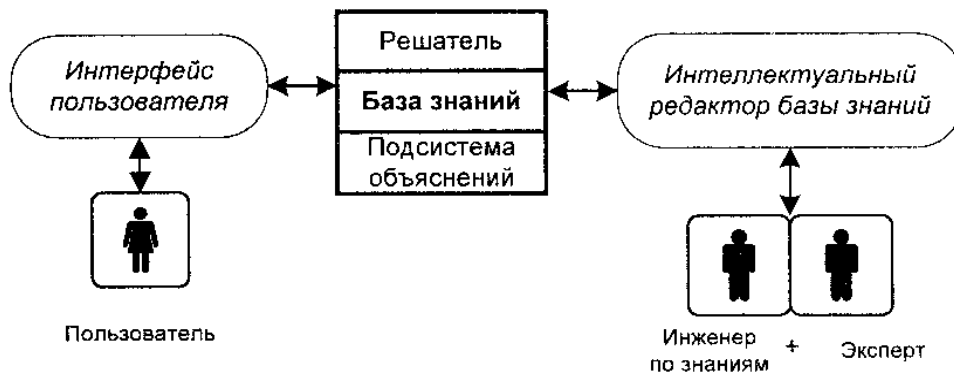 Интерфейс
пользователя
Решатель
База знаний
Подсистема
объяснений
Интеллектуальный
редактор базы знаний
Пользователь
Инженер
по знаниям
+
Эксперт